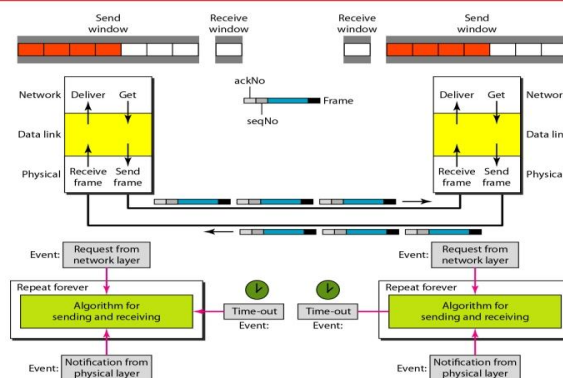 Send
window
Receive
window
Receive
window
Send
window
ackNo
Frame
seqNo
Network
Deliver
Get
Data link
Physical
Receive
frame
Send
frame
Deliver
Get
Networ
Data lin
Receive
frame
Send
frame
Physica
Event:
Request from
network layer
Repeat forever
Algorithm for
sending and receiving
Time-out
Event:
Event:
Notification from
physical layer
Event:
Request from
network layer
Repeat forever
Time-out
Event:
Algorithm for
sending and receiving
Event:
Notification from
physical layer